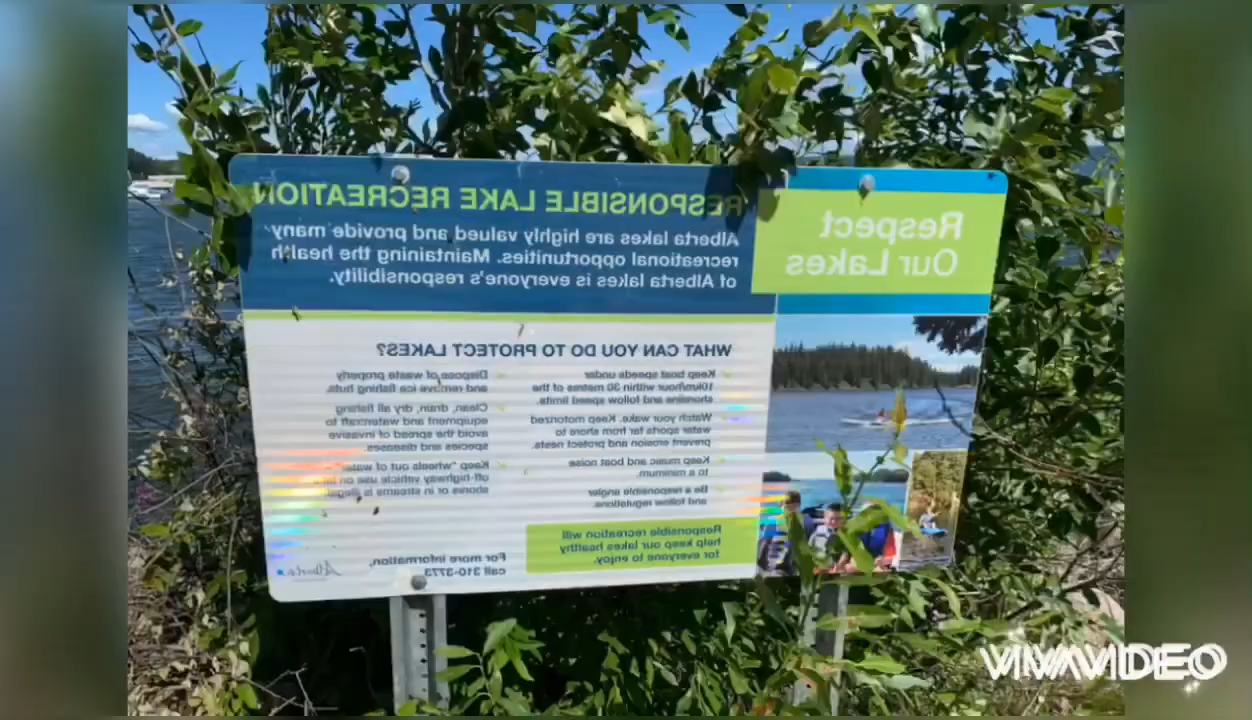 Respect
Our Lakes
RESPONSIBLE LAKE RECREATION
Alberta lakes are highly valued and provide many
recreational opportunities. Maintaining the health
of Alberta lakes is everyone's responsibility.
WHAT CAN YOU DO TO PROTECT LAKES?
Keep boat speeds under
10km/hour within 30 metres of the
shoreline and follow speed limits.
Watch your wake. Keep motorized
water sports far from shore to
prevent erosion and protect nests.
Keep music and boat noise
to a minimum.
Be a responsible angler
and follow regulations.
Dispose of waste properly
and remove ice fishing huts.
Clean, drain, dry all fishing
equipment and watercraft to
avoid the spread of invasive
species and diseases.
Keep "wheels out of water"
off-highway vehicle use on
shores or in streams is illegal
Responsible recreation will
help keep our lakes healthy
for everyone to enjoy.
For more information,
call 310-3773
Alberta
VIVAVIDEO